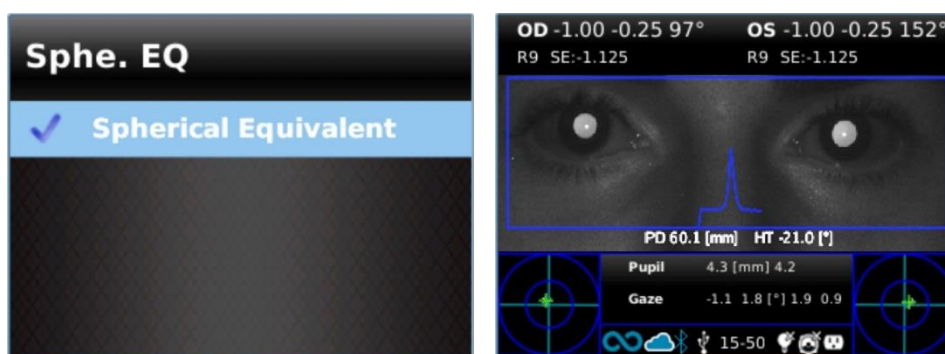 Sphe. EQ
Spherical Equivalent
OD -1.00 -0.25 97° OS -1.00 -0.25 152°
R9 SE:-1.125 R9 SE:-1.125
PD 60.1 [mm] HT -21.0 [°]
Pupil 4.3 [mm] 4.2
Gaze -1.1 1.8 [°] 1.9 0.9
15-50